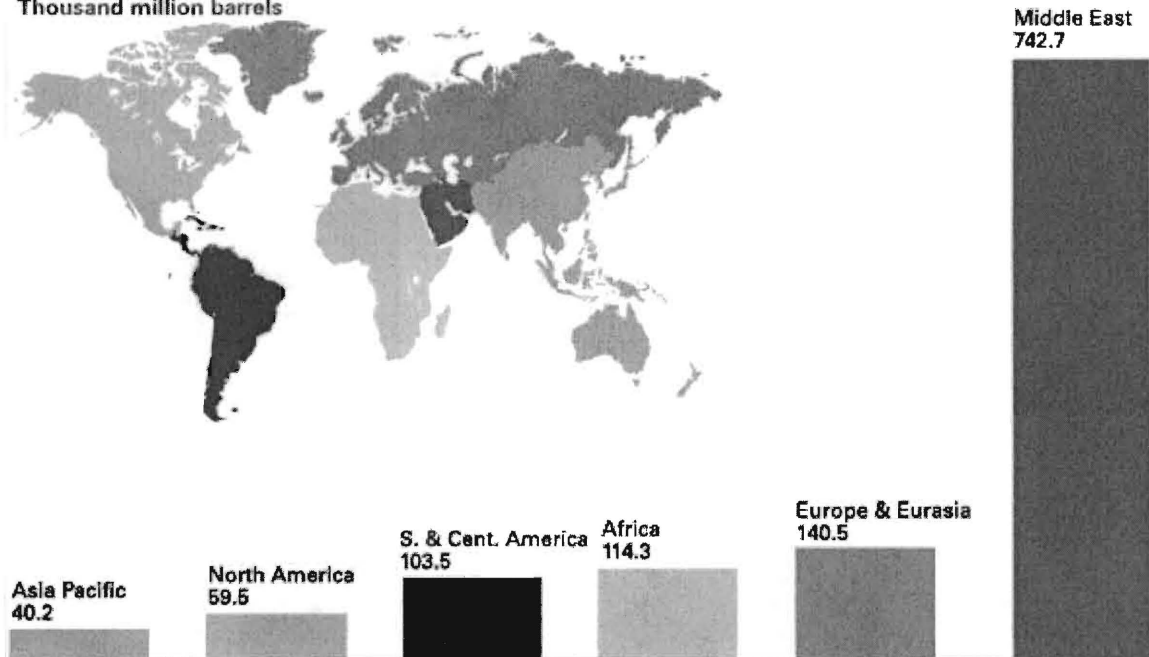 Thousand million barrels
Middle East
742.7
Europe & Eurasia
140.5
Africa
114.3
S. & Cent. America
103.5
North America
59.5
Asia Pacific
40.2